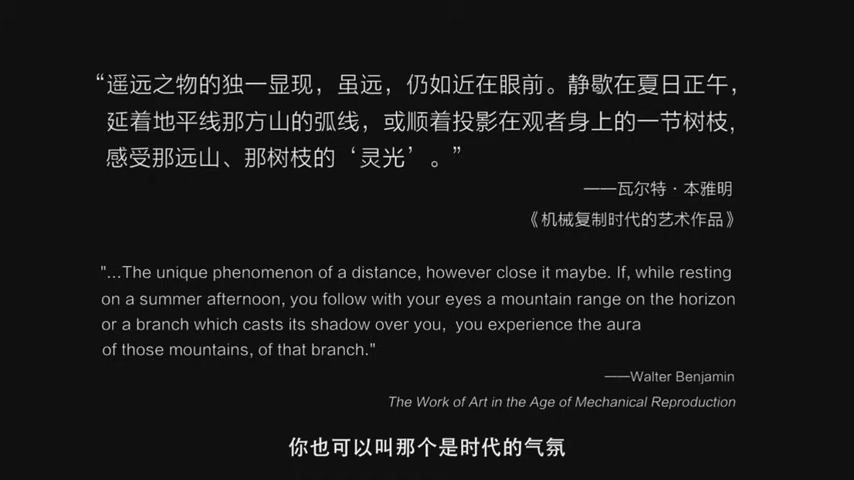 “遥远之物的独一显现，虽远，仍如近在眼前。静歇在夏日正午，
延着地平线那方山的弧线，或顺着投影在观者身上的一节树枝，
感受那远山、那树枝的‘灵光’。”
——瓦尔特·本雅明
《机械复制时代的艺术作品》
"...The unique phenomenon of a distance, however close it maybe. If, while resting
on a summer afternoon, you follow with your eyes a mountain range on the horizon
or a branch which casts its shadow over you, you experience the aura
of those mountains, of that branch."
——Walter Benjamin
The Work of Art in the Age of Mechanical Reproduction
你也可以叫那个是时代的气氛